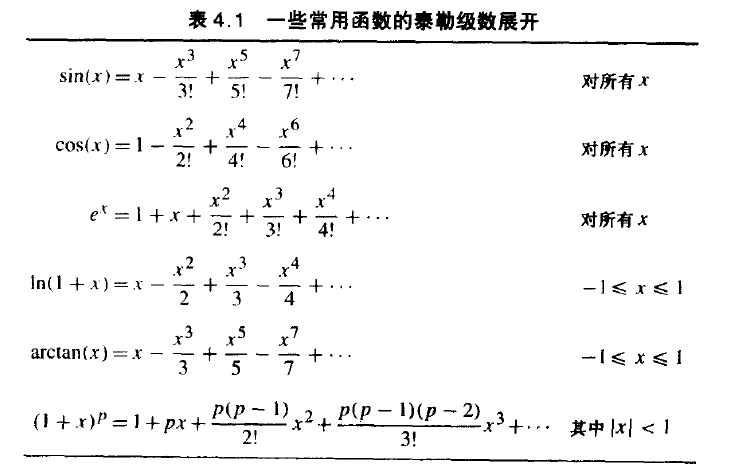 表 4.1 一些常用函数的泰勒级数展开
sin(x) = x − x³/3! + x⁵/5! − x⁷/7! + ··· 对所有 x
cos(x) = 1 − x²/2! + x⁴/4! − x⁶/6! + ··· 对所有 x
eˣ = 1 + x + x²/2! + x³/3! + x⁴/4! + ··· 对所有 x
ln(1 + x) = x − x²/2 + x³/3 − x⁴/4 + ··· −1 ⩽ x ⩽ 1
arctan(x) = x − x³/3 + x⁵/5 − x⁷/7 + ··· −1 ⩽ x ⩽ 1
(1 + x)ᵖ = 1 + px + p(p − 1)/2! x² + p(p − 1)(p − 2)/3! x³ + ··· 其中 |x| < 1